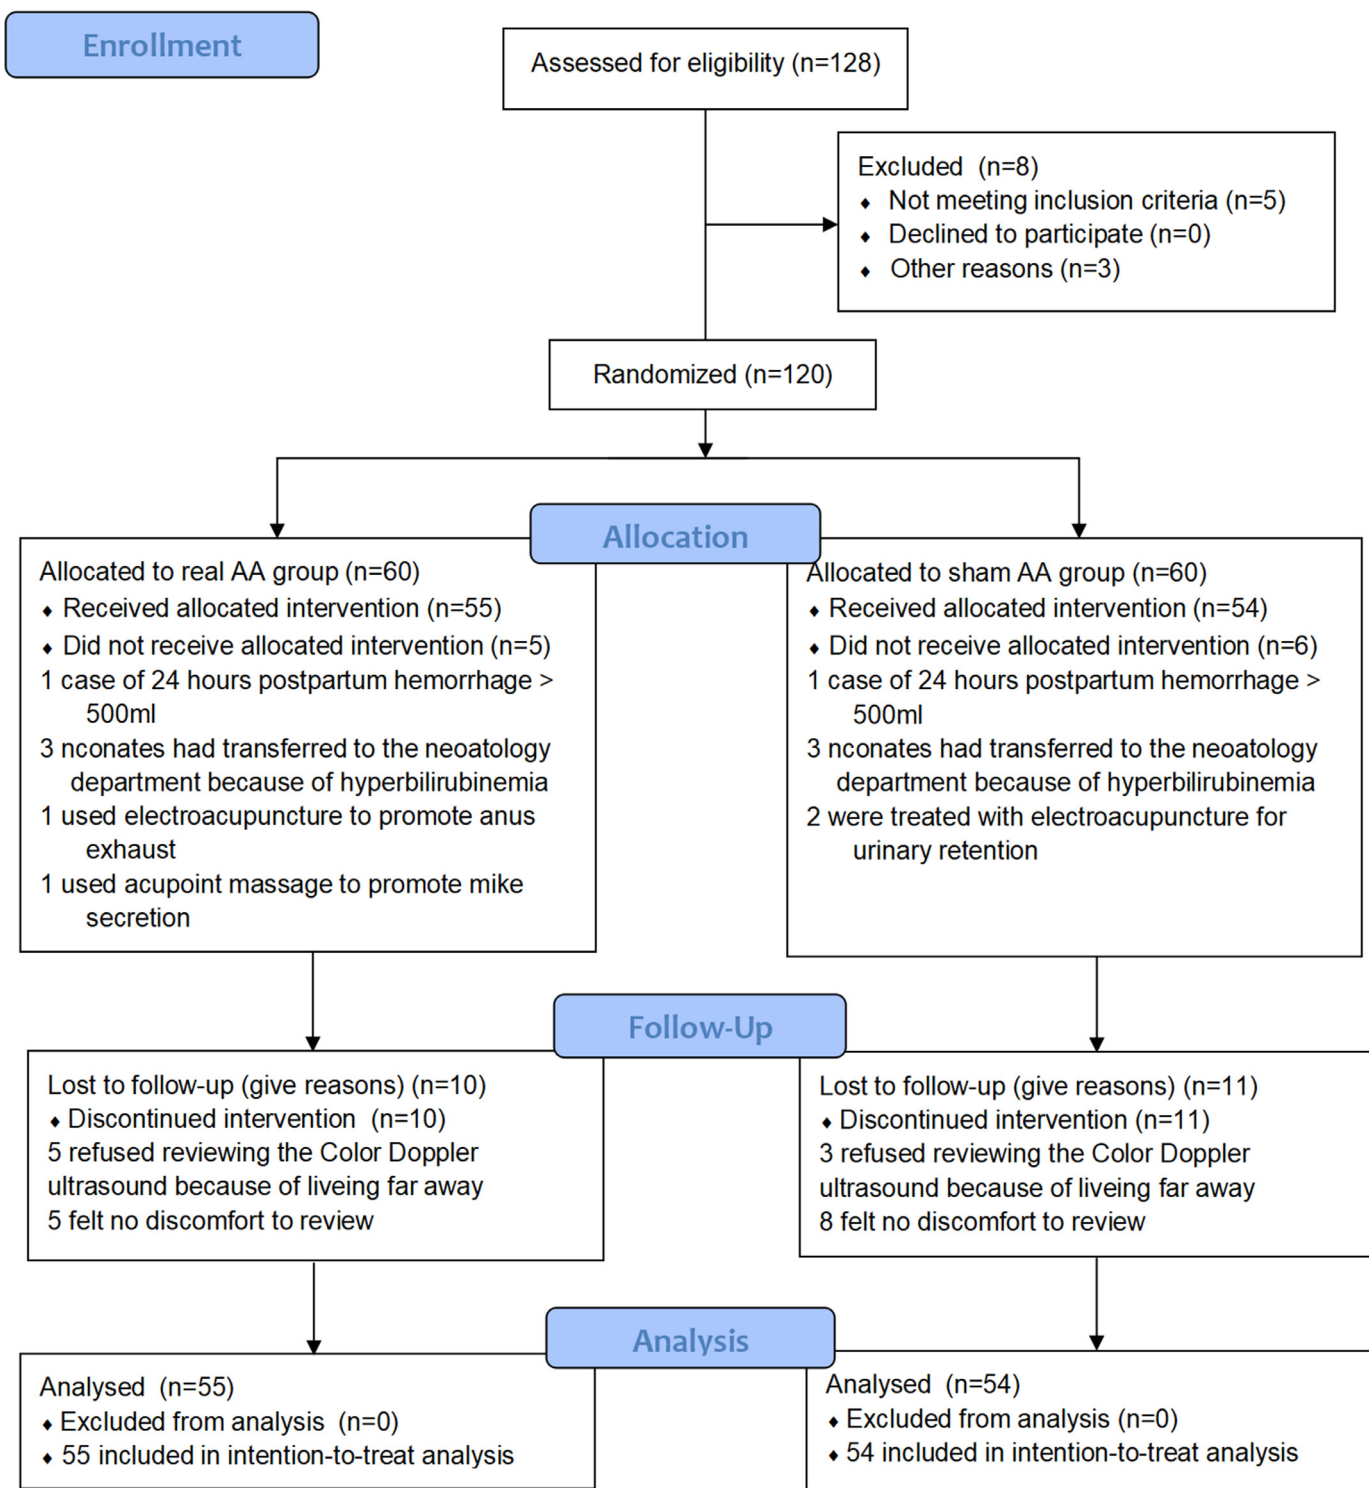 Enrollment
Assessed for eligibility (n=128)
Excluded (n=8)
⬧ Not meeting inclusion criteria (n=5)
⬧ Declined to participate (n=0)
⬧ Other reasons (n=3)
Randomized (n=120)
Allocation
Allocated to real AA group (n=60)
⬧ Received allocated intervention (n=55)
⬧ Did not receive allocated intervention (n=5)
1 case of 24 hours postpartum hemorrhage >
500ml
3 nconates had transferred to the neoatology
department because of hyperbilirubinemia
1 used electroacupuncture to promote anus
exhaust
1 used acupoint massage to promote mike
secretion
Allocated to sham AA group (n=60)
⬧ Received allocated intervention (n=54)
⬧ Did not receive allocated intervention (n=6)
1 case of 24 hours postpartum hemorrhage >
500ml
3 nconates had transferred to the neoatology
department because of hyperbilirubinemia
2 were treated with electroacupuncture for
urinary retention
Follow-Up
Lost to follow-up (give reasons) (n=10)
⬧ Discontinued intervention (n=10)
5 refused reviewing the Color Doppler
ultrasound because of liveing far away
5 felt no discomfort to review
Lost to follow-up (give reasons) (n=11)
⬧ Discontinued intervention (n=11)
3 refused reviewing the Color Doppler
ultrasound because of liveing far away
8 felt no discomfort to review
Analysis
Analysed (n=55)
⬧ Excluded from analysis (n=0)
⬧ 55 included in intention-to-treat analysis
Analysed (n=54)
⬧ Excluded from analysis (n=0)
⬧ 54 included in intention-to-treat analysis